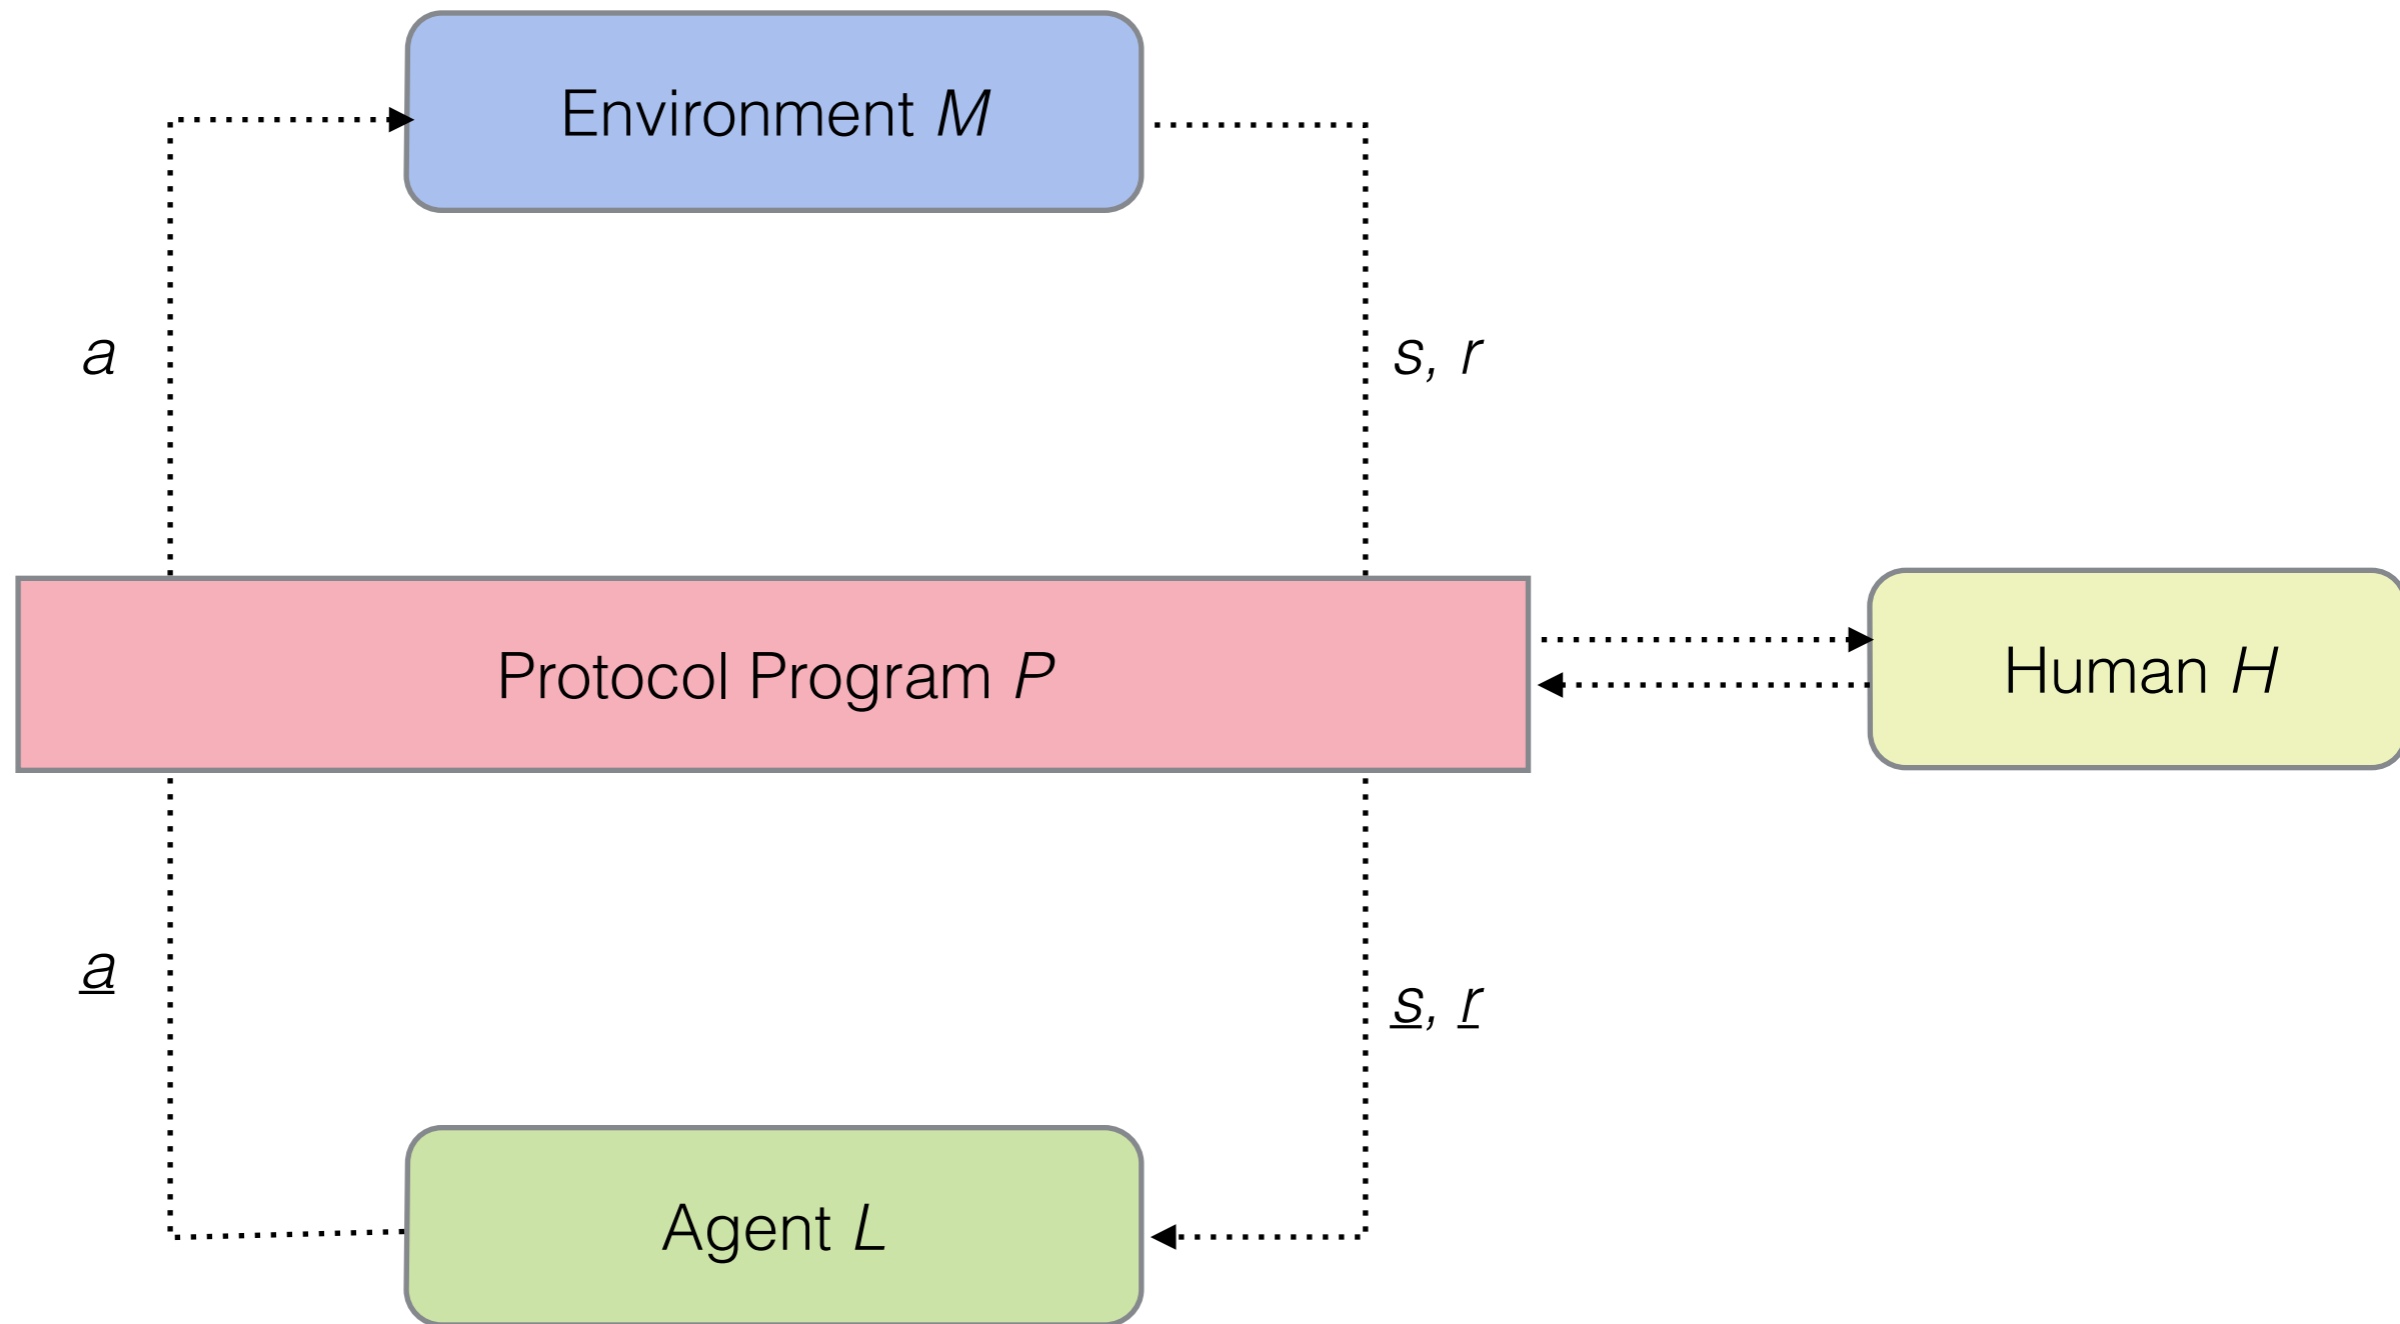 Environment M
a
s, r
Protocol Program P
Human H
a
s, r
Agent L